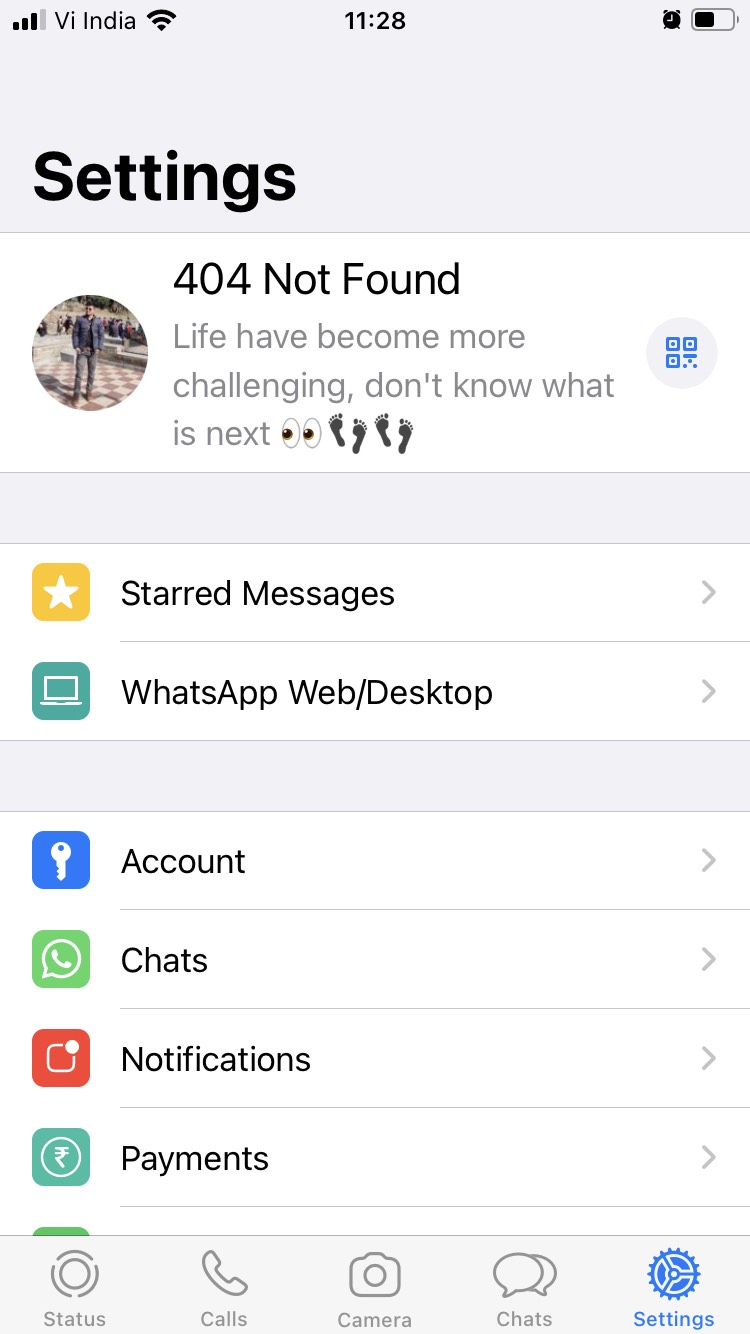 Vi India 11:28
Settings
404 Not Found
Life have become more
challenging, don't know what
is next 👀👣👣
Starred Messages
WhatsApp Web/Desktop
Account
Chats
Notifications
₹ Payments
Status Calls Camera Chats Settings